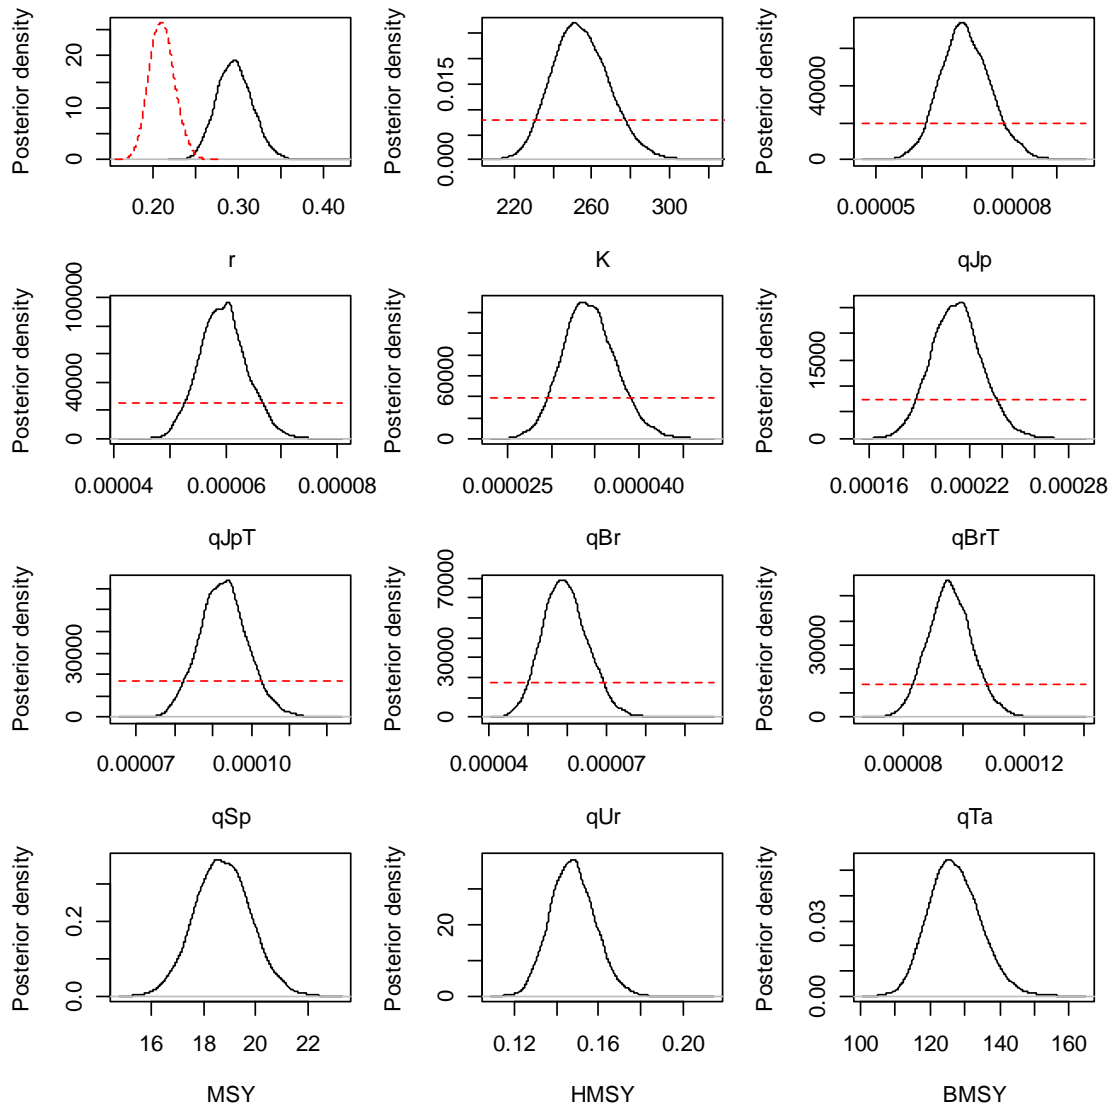 Posterior density Posterior density Posterior density
0 10 20 0.000 0.015 0 40000
0.20 0.30 0.40 220 260 300 0.00005 0.00008
r K qJp
Posterior density Posterior density Posterior density
0 40000 100000 0 60000 0 15000
0.00004 0.00006 0.00008 0.000025 0.000040 0.00016 0.00022 0.00028
qJpT qBr qBrT
Posterior density Posterior density Posterior density
0 30000 0 30000 70000 0 30000
0.00007 0.00010 0.00004 0.00007 0.00008 0.00012
qSp qUr qTa
Posterior density Posterior density Posterior density
0.0 0.2 0 20 0.00 0.03
16 18 20 22 0.12 0.16 0.20 100 120 140 160
MSY HMSY BMSY